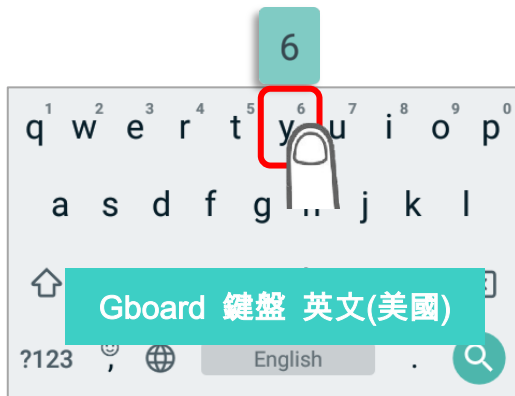 6
1 2 3 4 5 6 7 8 9 0
q w e r t y u i o p
a s d f g h j k l
Gboard 鍵盤 英文(美國)
?123 , English .